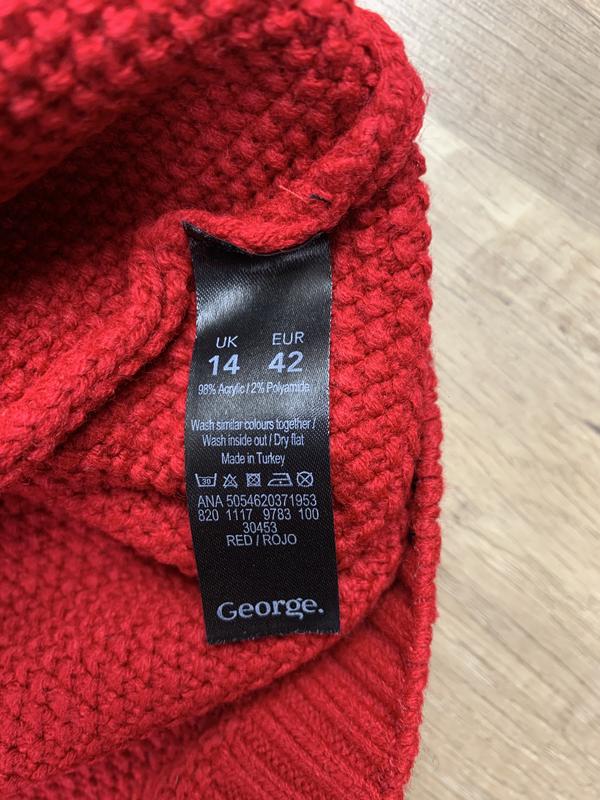 UK EUR
14 42
98% Acrylic / 2% Polyamide
Wash similar colours together /
Wash inside out / Dry flat
Made in Turkey
30
ANA 5054620371953
820 1117 9783 100
30453
RED / ROJO
George.